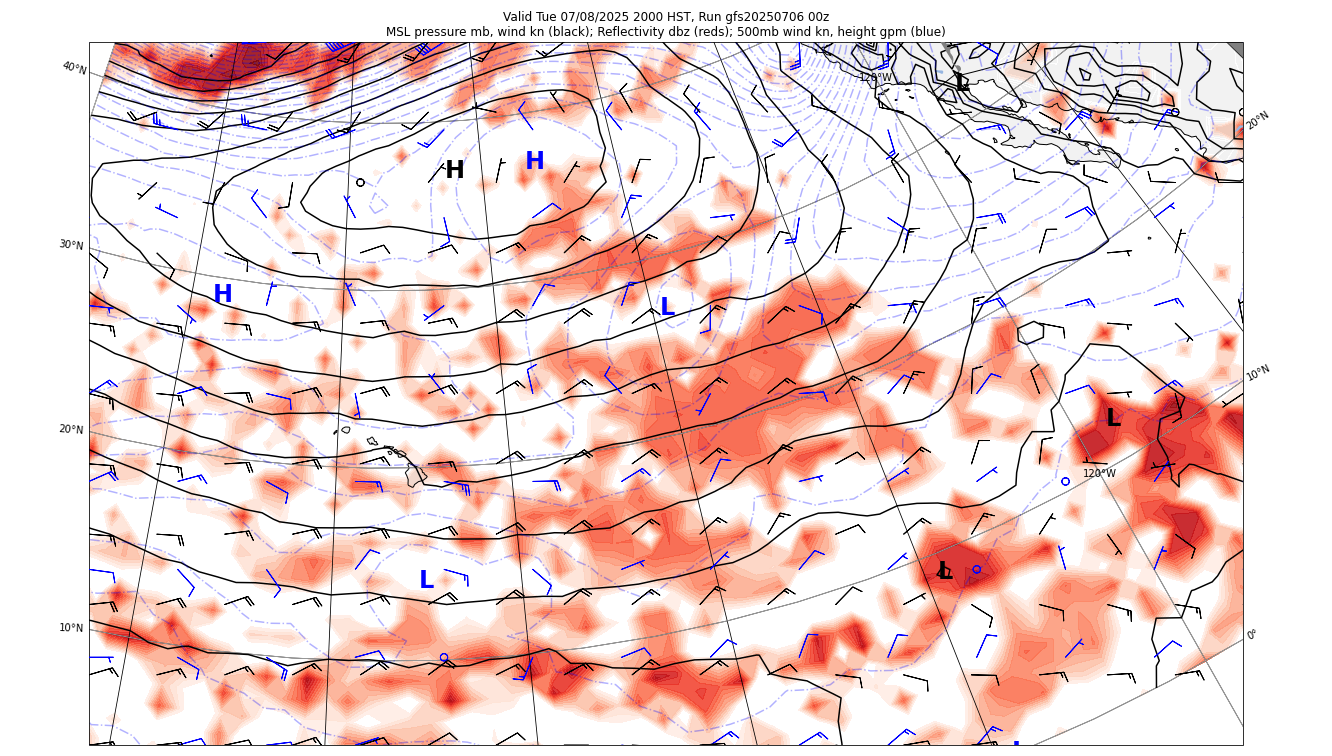 Valid Tue 07/08/2025 2000 HST, Run gfs20250706 00z
MSL pressure mb, wind kn (black); Reflectivity dbz (reds); 500mb wind kn, height gpm (blue)
40°N
120°W
L
20°N
H
H
30°N
H
L
10°N
20°N
L
120°W
L
L
10°N
0°